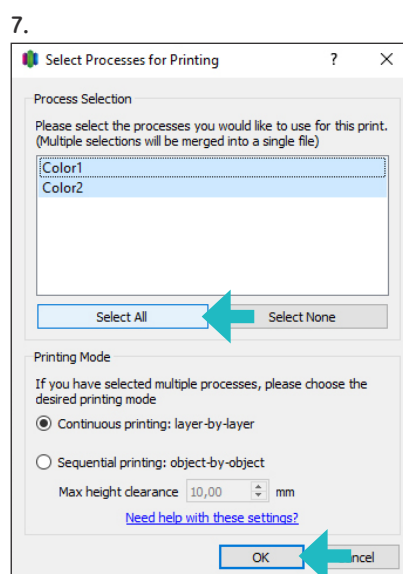 7.
Select Processes for Printing ?
Process Selection
Please select the processes you would like to use for this print.
(Multiple selections will be merged into a single file)
Color1
Color2
Select All Select None
Printing Mode
If you have selected multiple processes, please choose the
desired printing mode
Continuous printing: layer-by-layer
Sequential printing: object-by-object
Max height clearance 10,00 mm
Need help with these settings?
OK